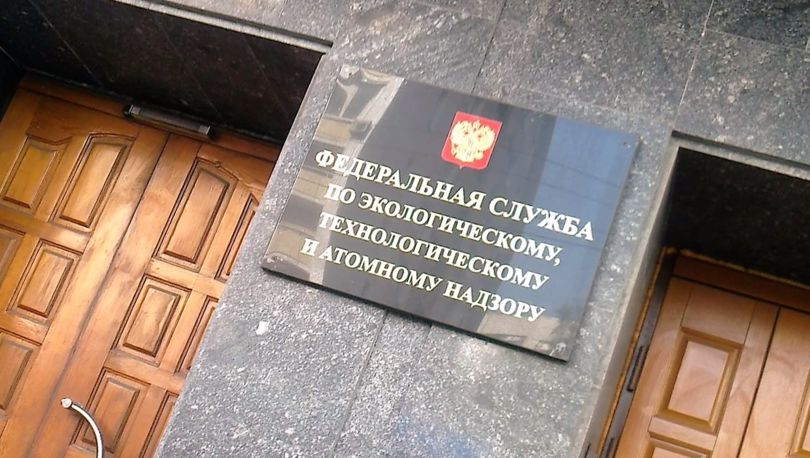 ФЕДЕРАЛЬНАЯ СЛУЖБА
ПО ЭКОЛОГИЧЕСКОМУ,
ТЕХНОЛОГИЧЕСКОМУ
И АТОМНОМУ НАДЗОРУ